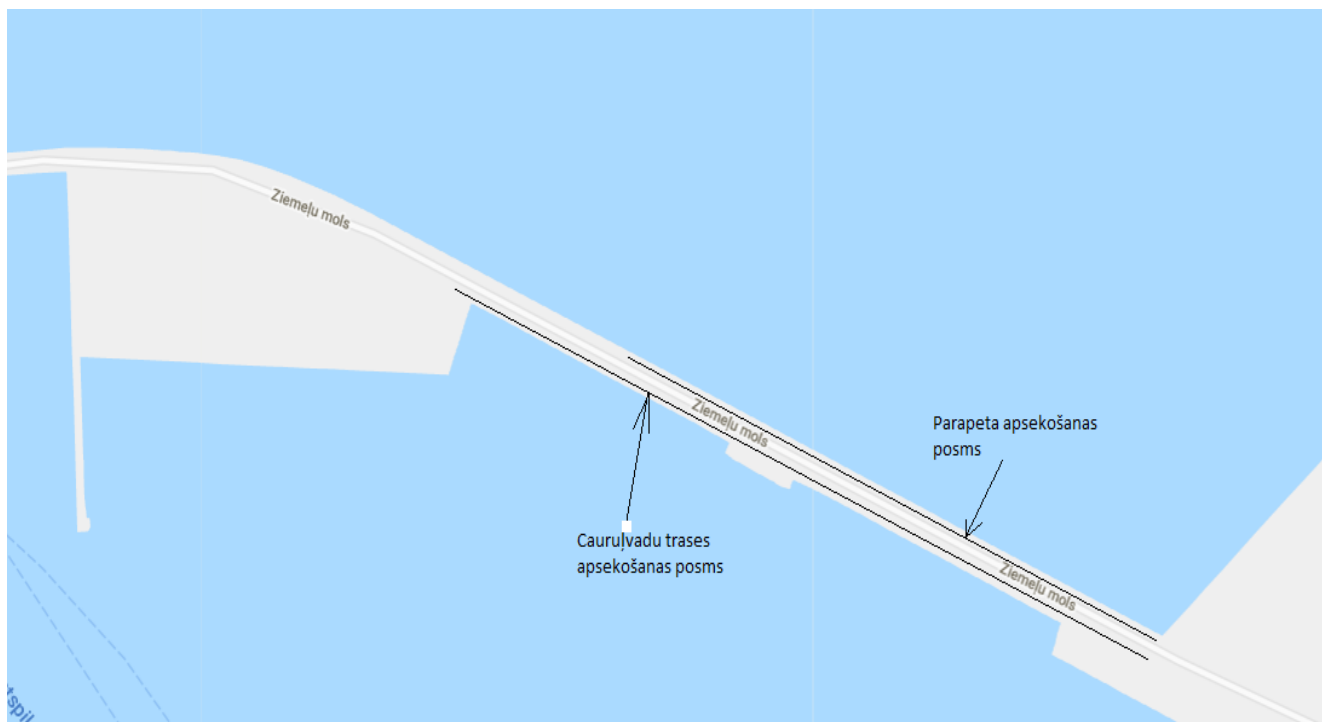 Ziemeļu mols
Ziemeļu mols
Parapeta apsekošanas
posms
Cauruļvadu trases
apsekošanas posms
Ziemeļu mols